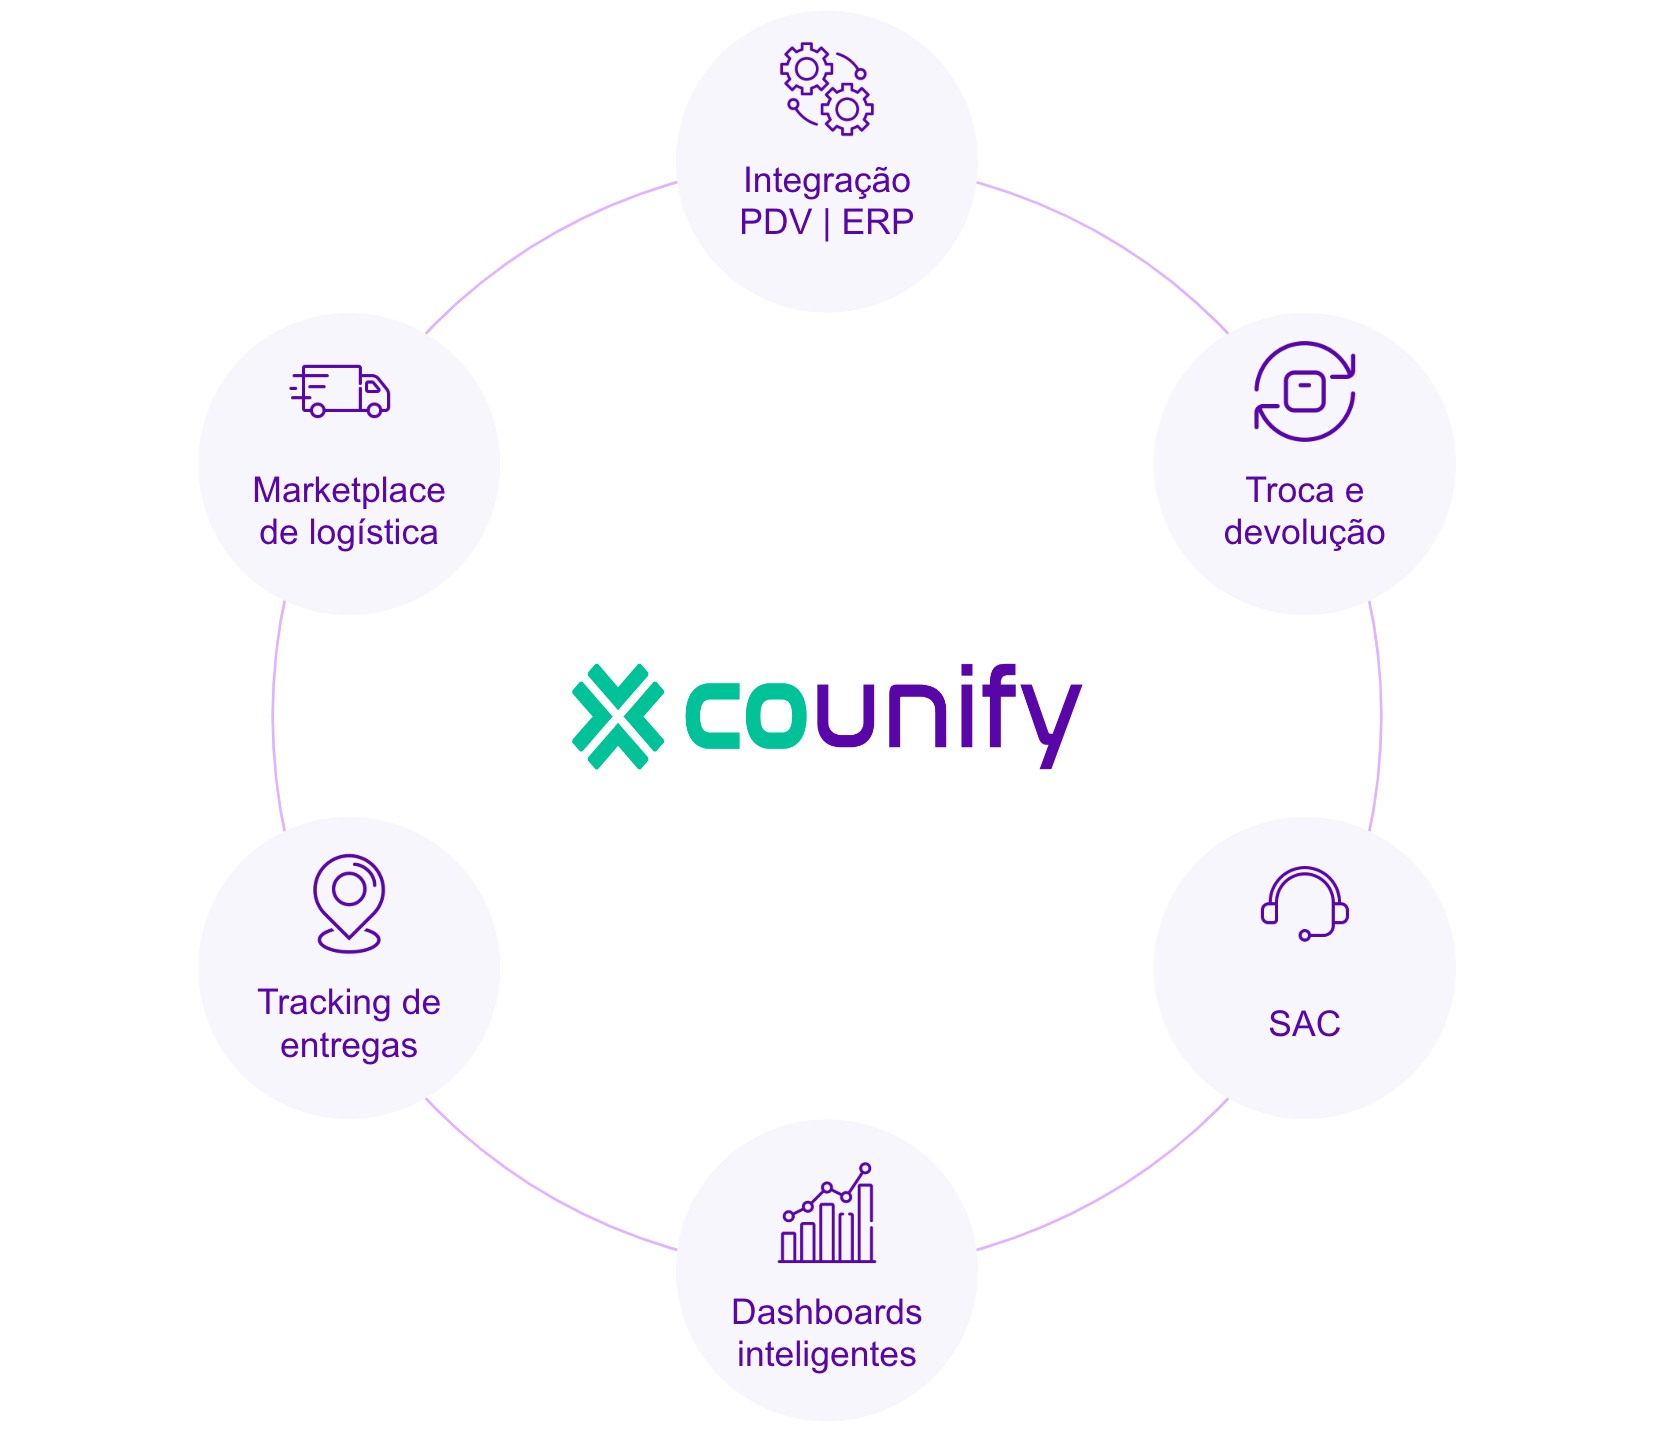 Integração
PDV | ERP
Marketplace
de logística
Troca e
devolução
counify
Tracking de
entregas
SAC
Dashboards
inteligentes